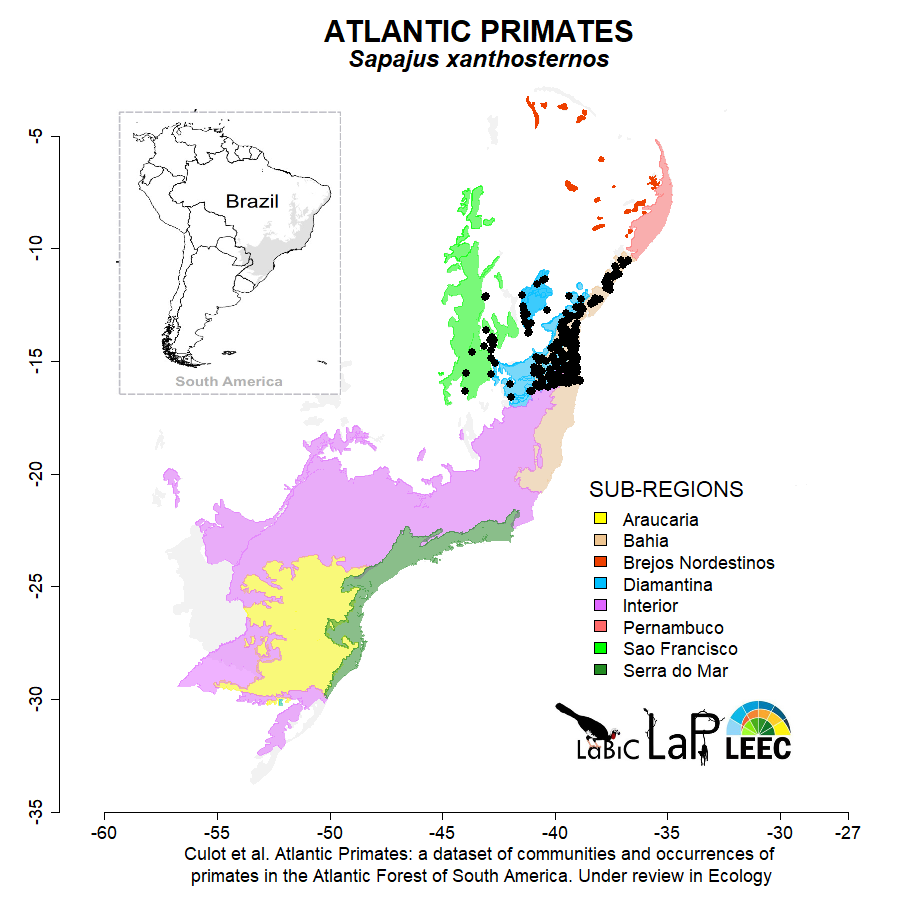 ATLANTIC PRIMATES
Sapajus xanthosternos
Brazil
South America
-5
-10
-15
-20
-25
-30
-35
SUB-REGIONS
Araucaria
Bahia
Brejos Nordestinos
Diamantina
Interior
Pernambuco
Sao Francisco
Serra do Mar
LaBiC
LaP
LEEC
-60
-55
-50
-45
-40
-35
-30
-27
Culot et al. Atlantic Primates: a dataset of communities and occurrences of
primates in the Atlantic Forest of South America. Under review in Ecology